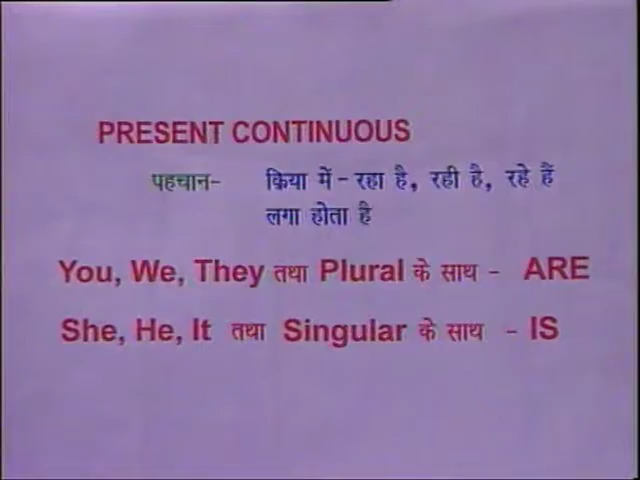 PRESENT CONTINUOUS
पहचान- किया में - रहा है, रही है, रहे हैं
लगा होता है
You, We, They तथा Plural के साथ - ARE
She, He, It तथा Singular के साथ - IS